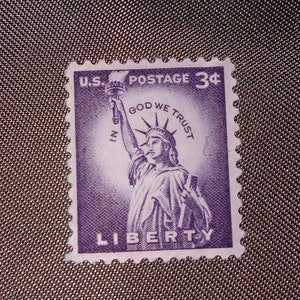 U.S. POSTAGE 3¢
IN GOD WE TRUST
LIBERTY